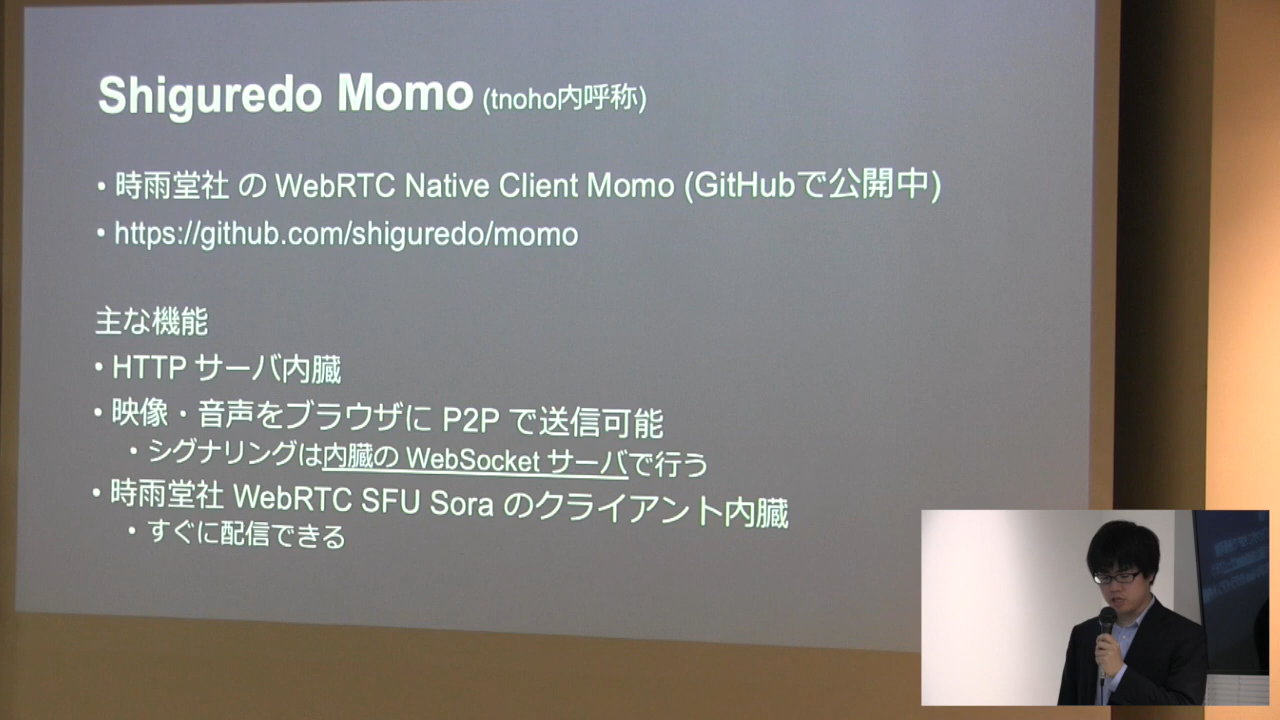 Shiguredo Momo (tnoho内呼称)
• 時雨堂社 の WebRTC Native Client Momo (GitHubで公開中)
• https://github.com/shiguredo/momo
主な機能
• HTTP サーバ内臓
• 映像・音声をブラウザに P2P で送信可能
• シグナリングは内臓の WebSocket サーバで行う
• 時雨堂社 WebRTC SFU Sora のクライアント内臓
• すぐに配信できる